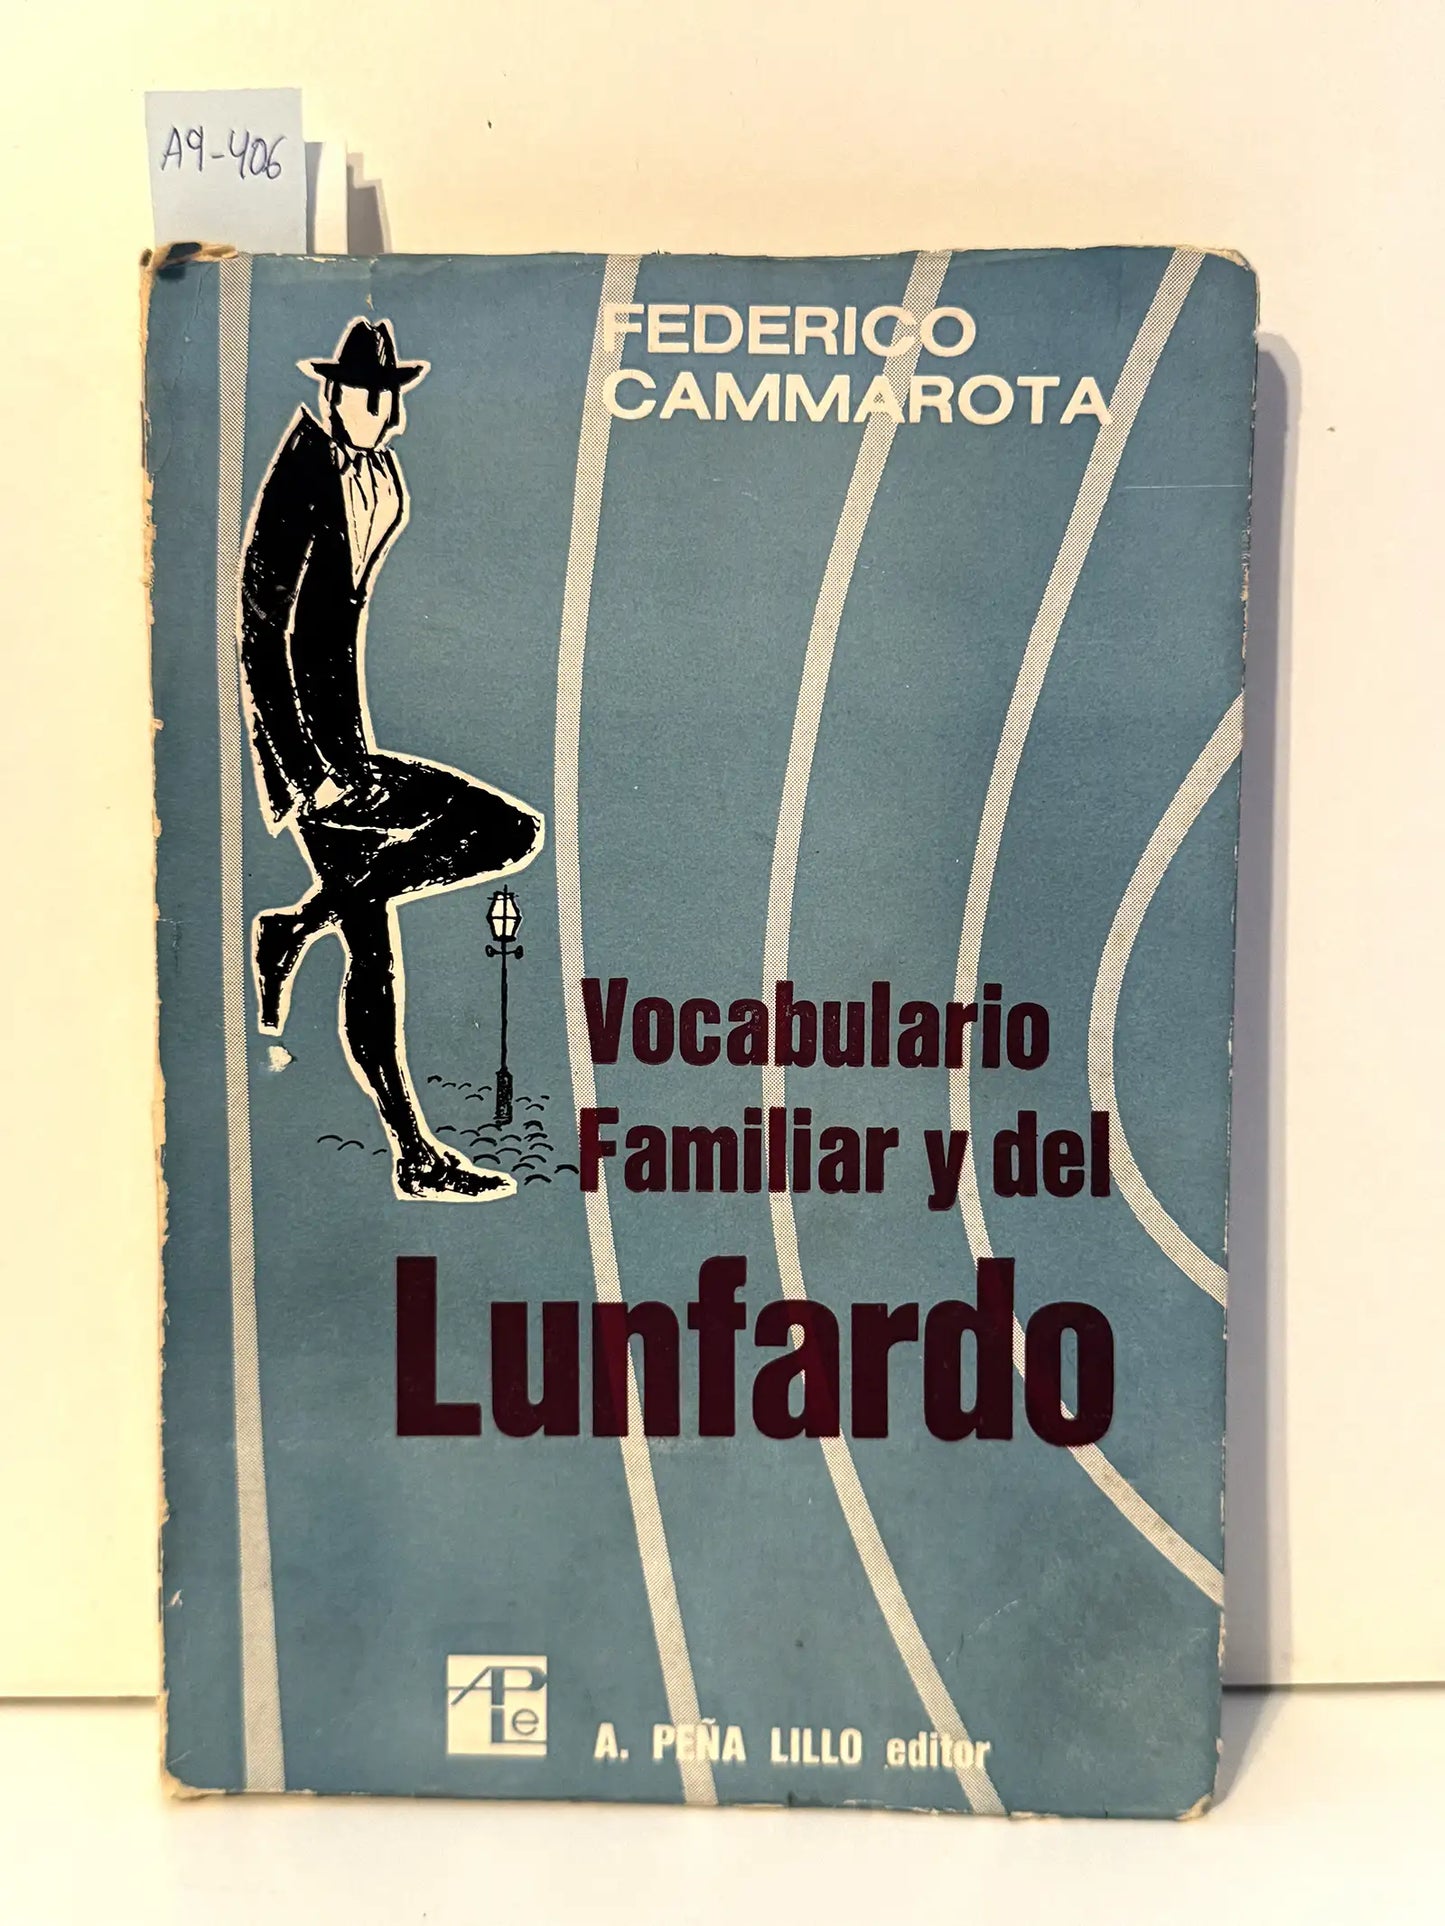 A9-406
FEDERICO
CAMMAROTA
Vocabulario
Familiar y del
Lunfardo
APLe
A. PEÑA LILLO editor